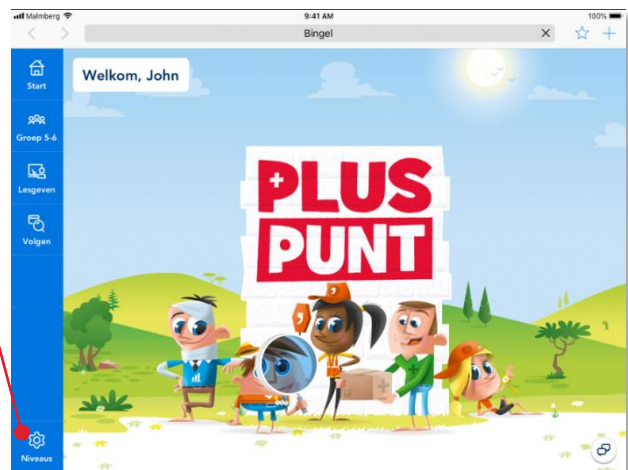 Malmberg
9:41 AM
100%
Bingel
Start
Welkom, John
Groep 5-6
Lesgeven
Volgen
PLUS
PUNT
Niveaus